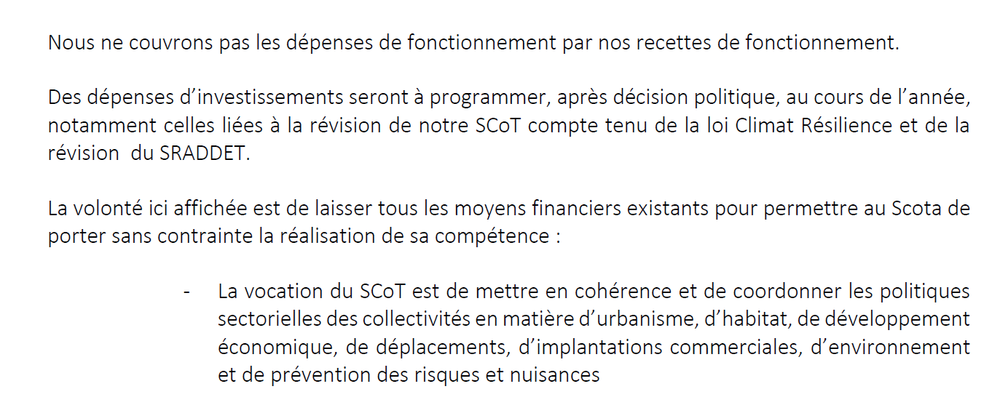 Nous ne couvrons pas les dépenses de fonctionnement par nos recettes de fonctionnement.
Des dépenses d’investissements seront à programmer, après décision politique, au cours de l’année,
notamment celles liées à la révision de notre SCoT compte tenu de la loi Climat Résilience et de la
révision  du SRADDET.
La volonté ici affichée est de laisser tous les moyens financiers existants pour permettre au Scota de
porter sans contrainte la réalisation de sa compétence :
- La vocation du SCoT est de mettre en cohérence et de coordonner les politiques
sectorielles des collectivités en matière d’urbanisme, d’habitat, de développement
économique, de déplacements, d’implantations commerciales, d’environnement
et de prévention des risques et nuisances